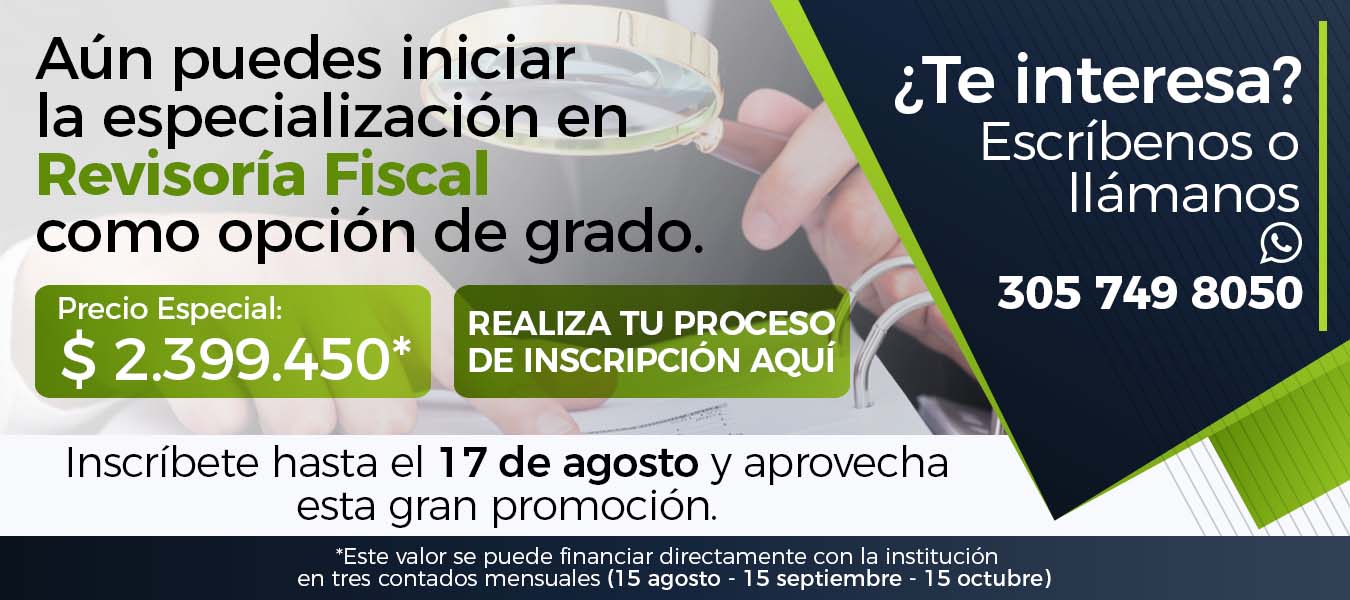 Aún puedes iniciar
la especialización en
Revisoría Fiscal
como opción de grado.
Precio Especial:
$ 2.399.450*
REALIZA TU PROCESO
DE INSCRIPCIÓN AQUÍ
¿Te interesa?
Escríbenos o
llámanos
305 749 8050
Inscríbete hasta el 17 de agosto y aprovecha
esta gran promoción.
*Este valor se puede financiar directamente con la institución
en tres contados mensuales (15 agosto - 15 septiembre - 15 octubre)